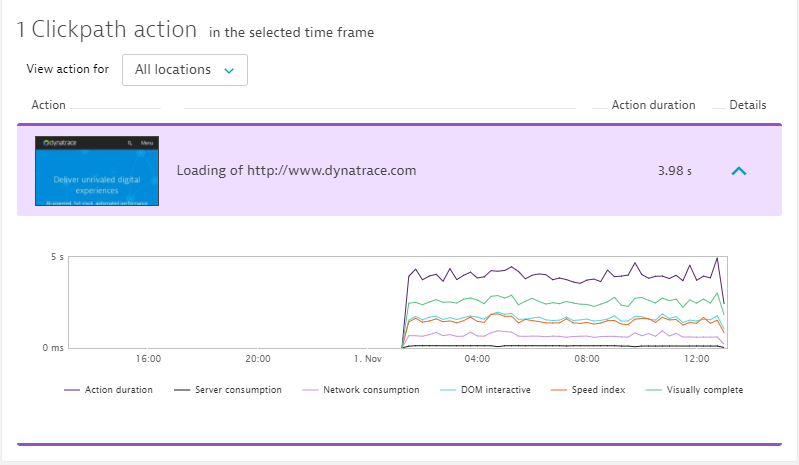 1 Clickpath action in the selected time frame
View action for All locations
Action Action duration Details
dynatrace Menu
Deliver unrivaled digital
experiences
AI-powered, full stack, automated performance
Loading of http://www.dynatrace.com 3.98 s
5 s
0 ms
16:00 20:00 1. Nov 04:00 08:00 12:00
Action duration Server consumption Network consumption DOM interactive Speed index Visually complete